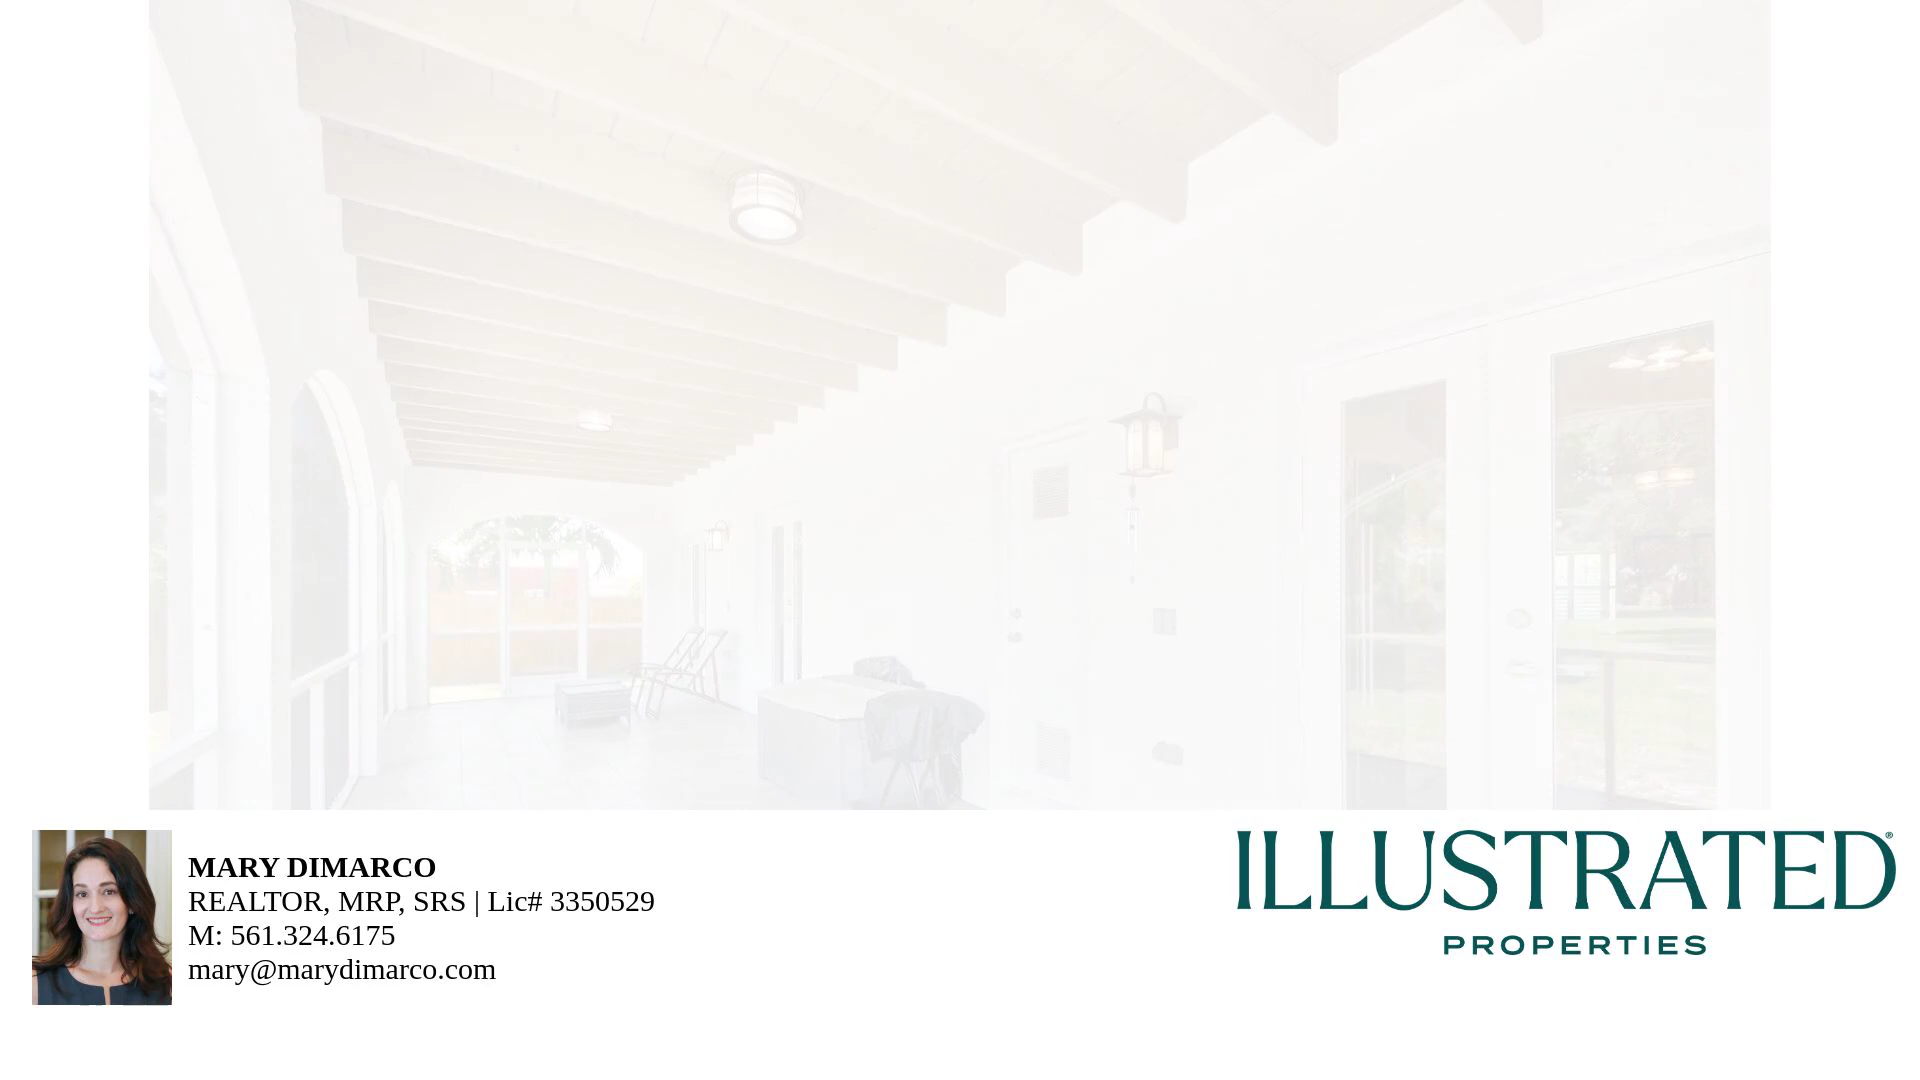 MARY DIMARCO
REALTOR, MRP, SRS | Lic# 3350529
M: 561.324.6175
mary@marydimarco.com
ILLUSTRATED®
PROPERTIES